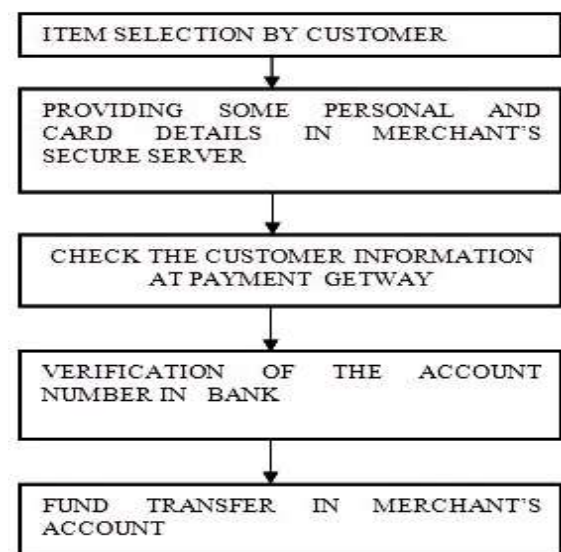 ITEM SELECTION BY CUSTOMER
PROVIDING SOME PERSONAL AND
CARD DETAILS IN MERCHANT'S
SECURE SERVER
CHECK THE CUSTOMER INFORMATION
AT PAYMENT GETWAY
VERIFICATION OF THE ACCOUNT
NUMBER IN BANK
FUND TRANSFER IN MERCHANT'S
ACCOUNT